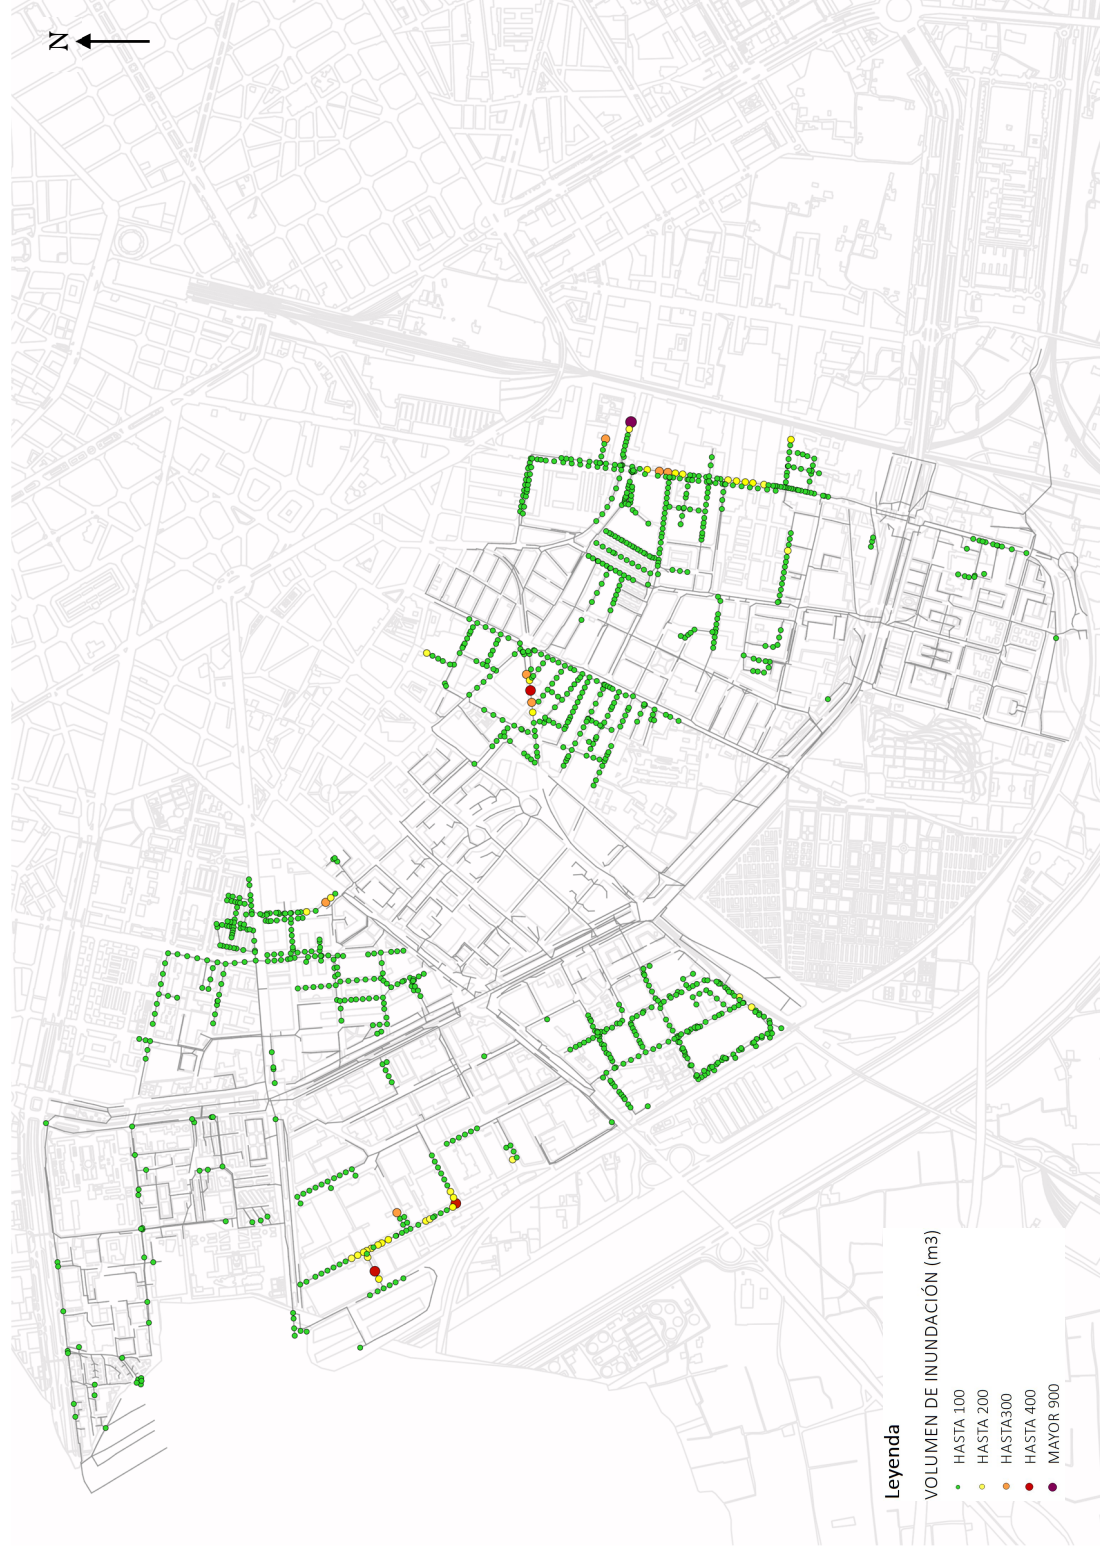 N
Leyenda
VOLUMEN DE INUNDACIÓN (m3)
HASTA 100
HASTA 200
HASTA300
HASTA 400
MAYOR 900